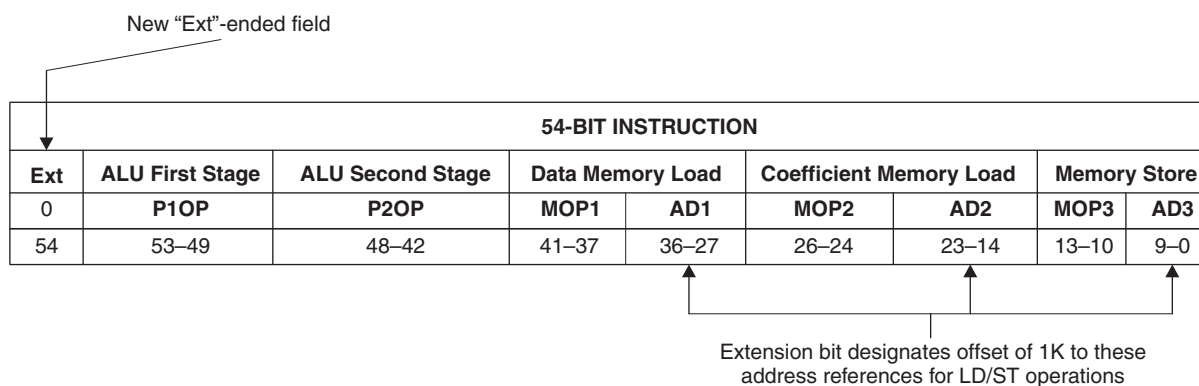 New “Ext”-ended field
54-BIT INSTRUCTION
Ext ALU First Stage ALU Second Stage Data Memory Load Coefficient Memory Load Memory Store
0 P1OP P2OP MOP1 AD1 MOP2 AD2 MOP3 AD3
54 53–49 48–42 41–37 36–27 26–24 23–14 13–10 9–0
Extension bit designates offset of 1K to these
address references for LD/ST operations